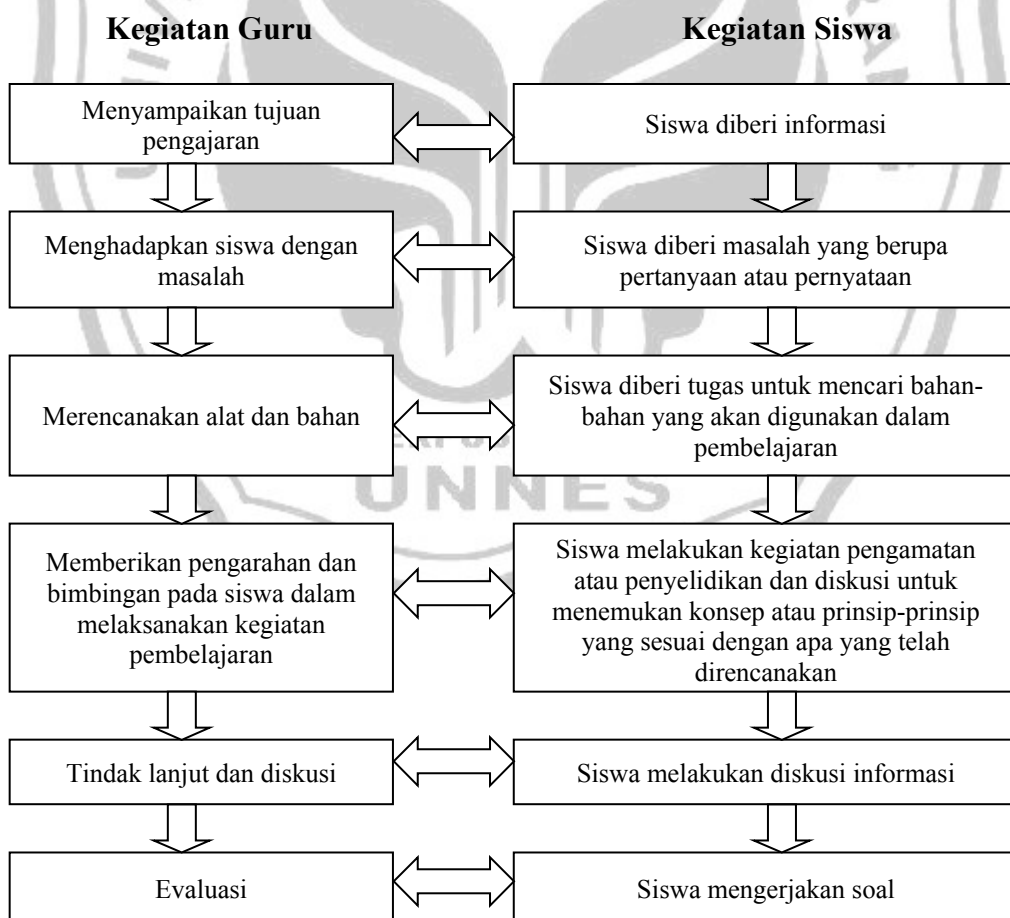 Kegiatan Guru
Kegiatan Siswa
Menyampaikan tujuan
pengajaran
Siswa diberi informasi
Menghadapkan siswa dengan
masalah
Siswa diberi masalah yang berupa
pertanyaan atau pernyataan
Merencanakan alat dan bahan
Siswa diberi tugas untuk mencari bahan-
bahan yang akan digunakan dalam
pembelajaran
UNNES
Memberikan pengarahan dan
bimbingan pada siswa dalam
melaksanakan kegiatan
pembelajaran
Siswa melakukan kegiatan pengamatan
atau penyelidikan dan diskusi untuk
menemukan konsep atau prinsip-prinsip
yang sesuai dengan apa yang telah
direncanakan
Tindak lanjut dan diskusi
Siswa melakukan diskusi informasi
Evaluasi
Siswa mengerjakan soal